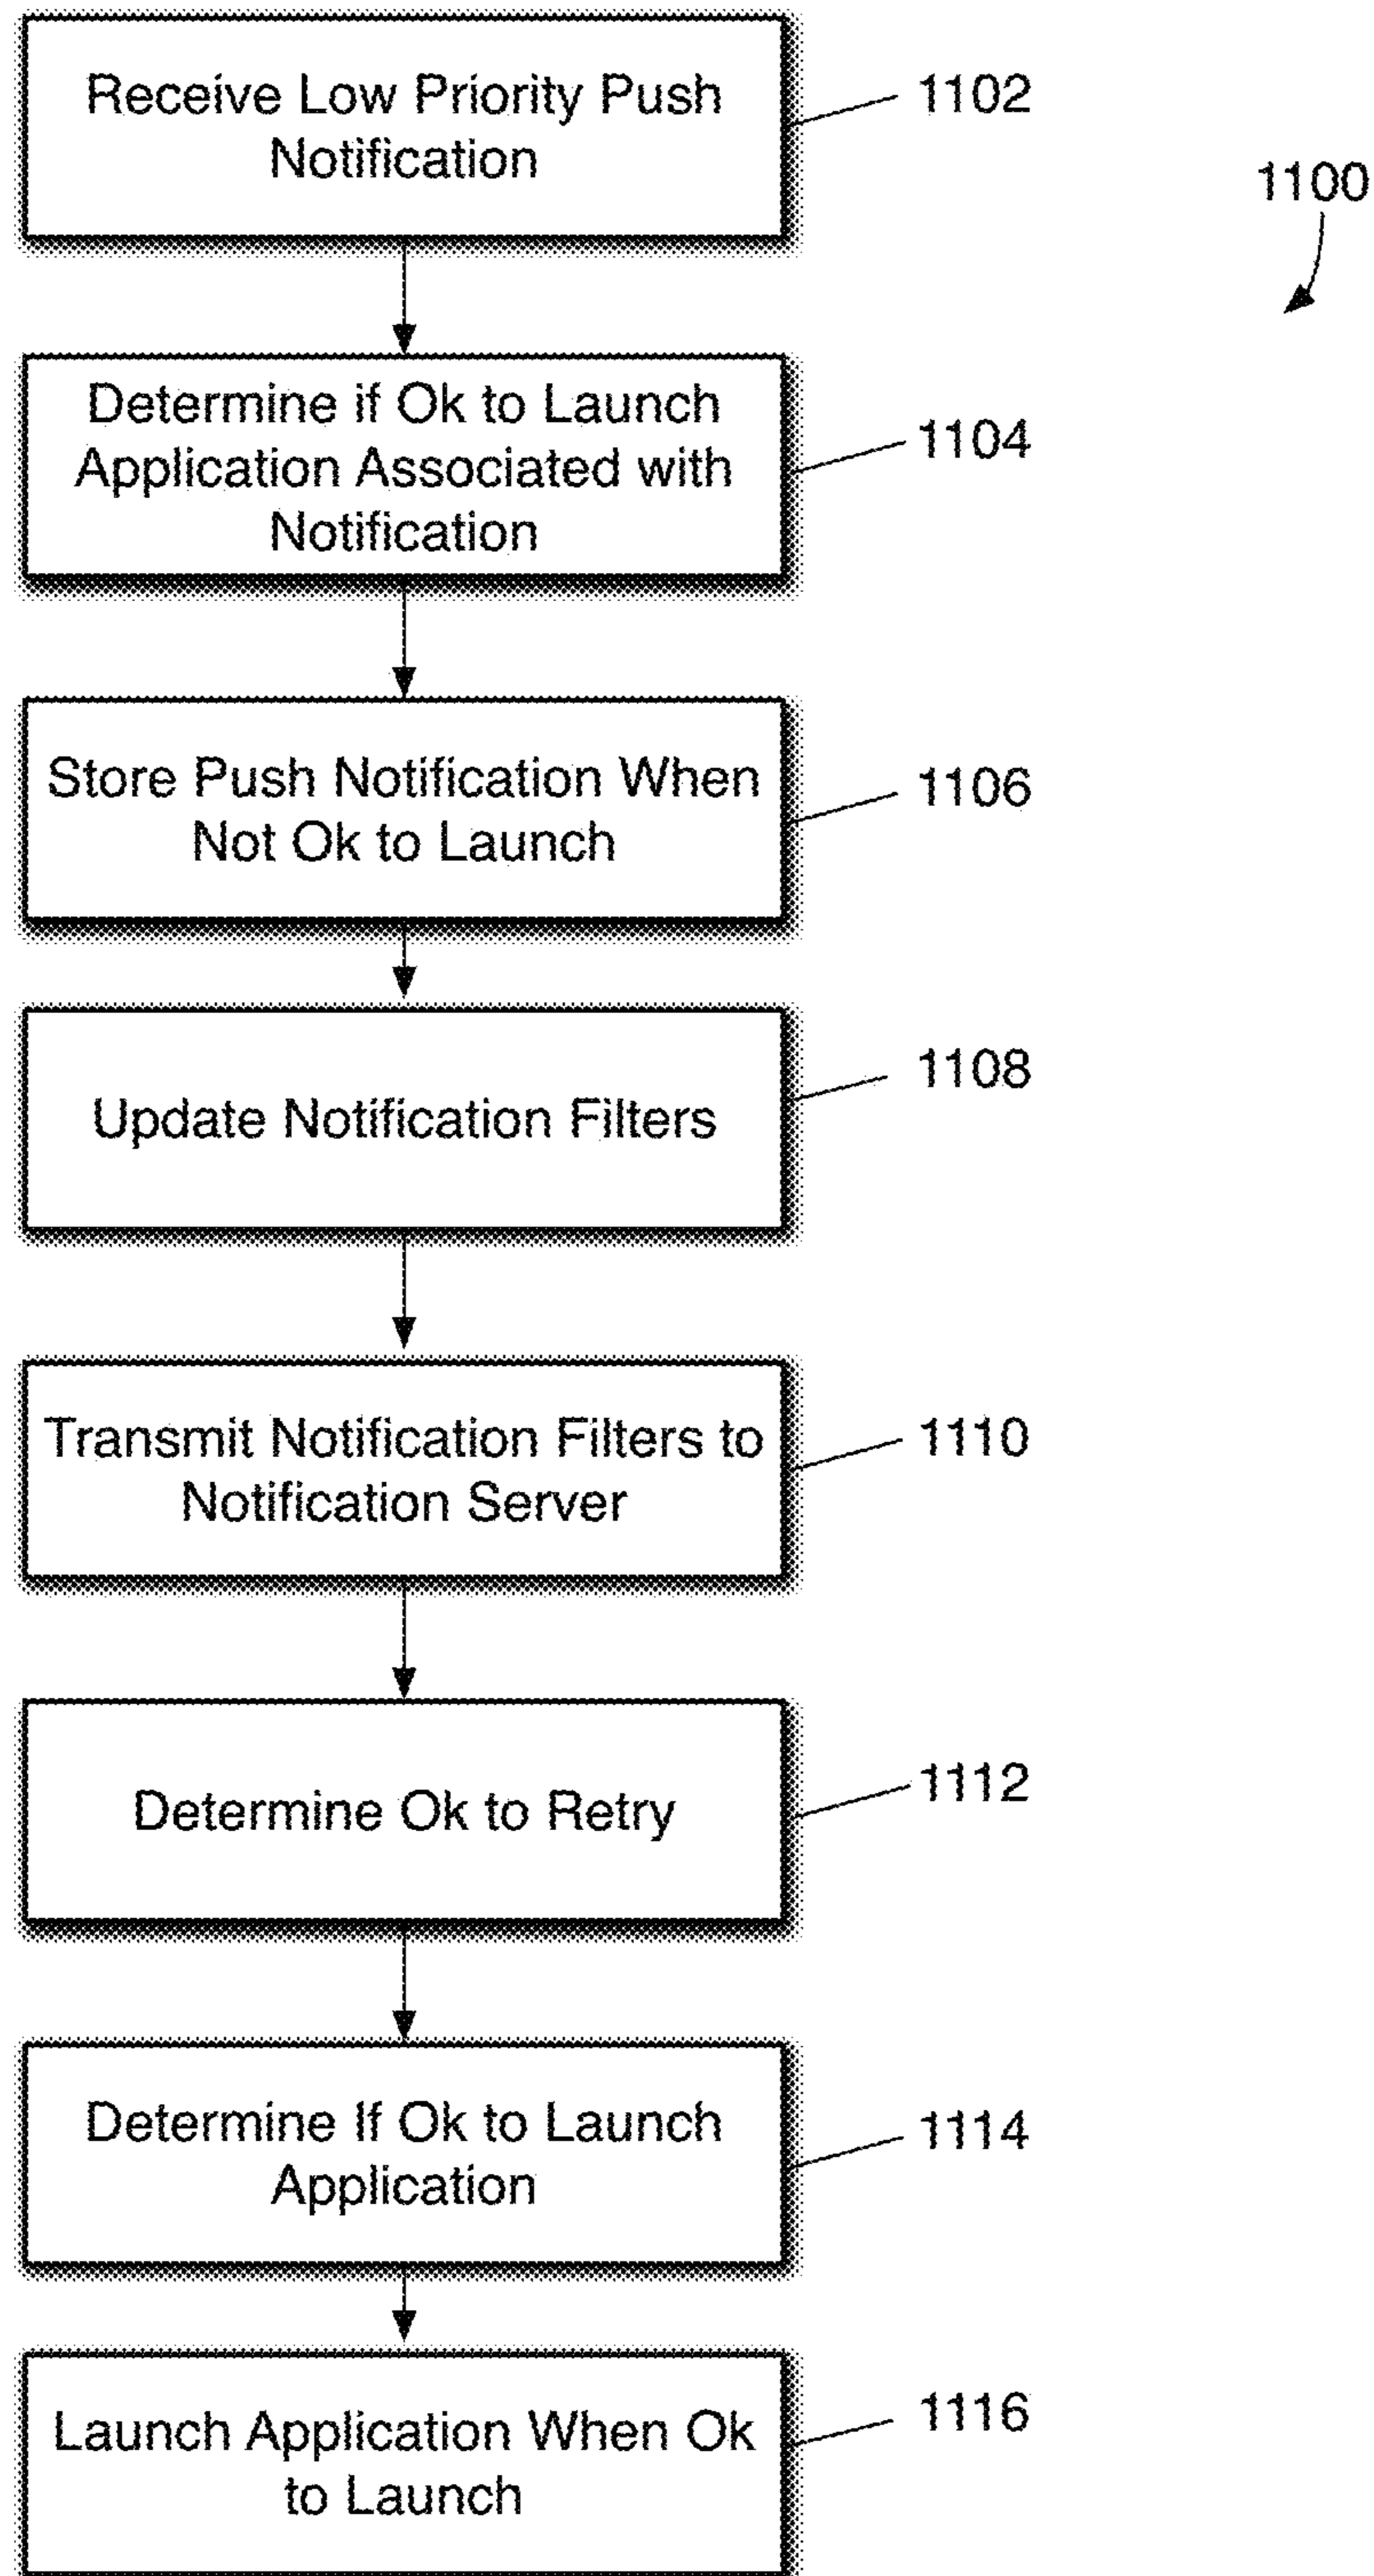 Receive Low Priority Push
Notification
1102
1100
Determine if Ok to Launch
Application Associated with
Notification
1104
Store Push Notification When
Not Ok to Launch
1106
Update Notification Filters
1108
Transmit Notification Filters to
Notification Server
1110
Determine Ok to Retry
1112
Determine If Ok to Launch
Application
1114
Launch Application When Ok
to Launch
1116